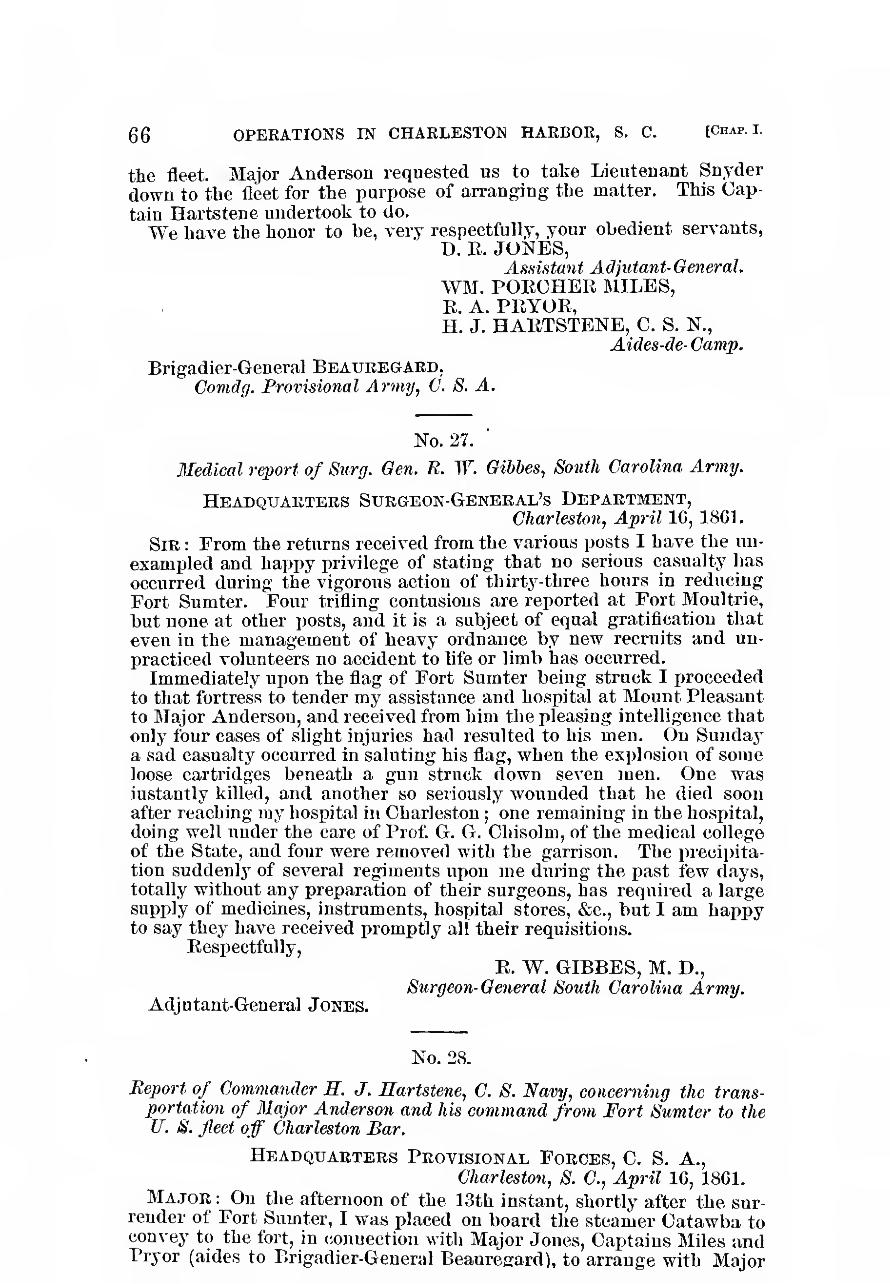 66 OPERATIONS IN CHARLESTON HARBOR, S. C. [CHAP. I.
the fleet. Major Anderson requested us to take Lieutenant Snyder
down to the fleet for the purpose of arranging the matter. This Cap-
tain Hartstene undertook to do.
We have the honor to be, very respectfully, your obedient servants,
D. R. JONES,
Assistant Adjutant-General.
WM. PORCHER MILES,
R. A. PRYOR,
H. J. HARTSTENE, C. S. N.,
Aides-de-Camp.
Brigadier-General BEAUREGARD,
Comdg. Provisional Army, C. S. A.
No. 27.
Medical report of Surg. Gen. R. W. Gibbes, South Carolina Army.
HEADQUARTERS SURGEON-GENERAL'S DEPARTMENT,
Charleston, April 16, 1861.
SIR: From the returns received from the various posts I have the un-
exampled and happy privilege of stating that no serious casualty has
occurred during the vigorous action of thirty-three hours in reducing
Fort Sumter. Four trifling contusions are reported at Fort Moultrie,
but none at other posts, and it is a subject of equal gratification that
even in the management of heavy ordnance by new recruits and un-
practiced volunteers no accident to life or limb has occurred.
Immediately upon the flag of Fort Sumter being struck I proceeded
to that fortress to tender my assistance and hospital at Mount Pleasant
to Major Anderson, and received from him the pleasing intelligence that
only four cases of slight injuries had resulted to his men. On Sunday
a sad casualty occurred in saluting his flag, when the explosion of some
loose cartridges beneath a gun struck down seven men. One was
instantly killed, and another so seriously wounded that he died soon
after reaching my hospital in Charleston; one remaining in the hospital,
doing well under the care of Prof. G. G. Chisolm, of the medical college
of the State, and four were removed with the garrison. The precipita-
tion suddenly of several regiments upon me during the past few days,
totally without any preparation of their surgeons, has required a large
supply of medicines, instruments, hospital stores, &c., but I am happy
to say they have received promptly all their requisitions.
Respectfully,
R. W. GIBBES, M. D.,
Surgeon-General South Carolina Army.
Adjutant-General JONES.
No. 28.
Report of Commander H. J. Hartstene, C. S. Navy, concerning the trans-
portation of Major Anderson and his command from Fort Sumter to the
U. S. fleet off Charleston Bar.
HEADQUARTERS PROVISIONAL FORCES, C. S. A.,
Charleston, S. C., April 16, 1861.
MAJOR: On the afternoon of the 13th instant, shortly after the sur-
render of Fort Sumter, I was placed on board the steamer Catawba to
convey to the fort, in connection with Major Jones, Captains Miles and
Pryor (aides to Brigadier-General Beauregard), to arrange with Major